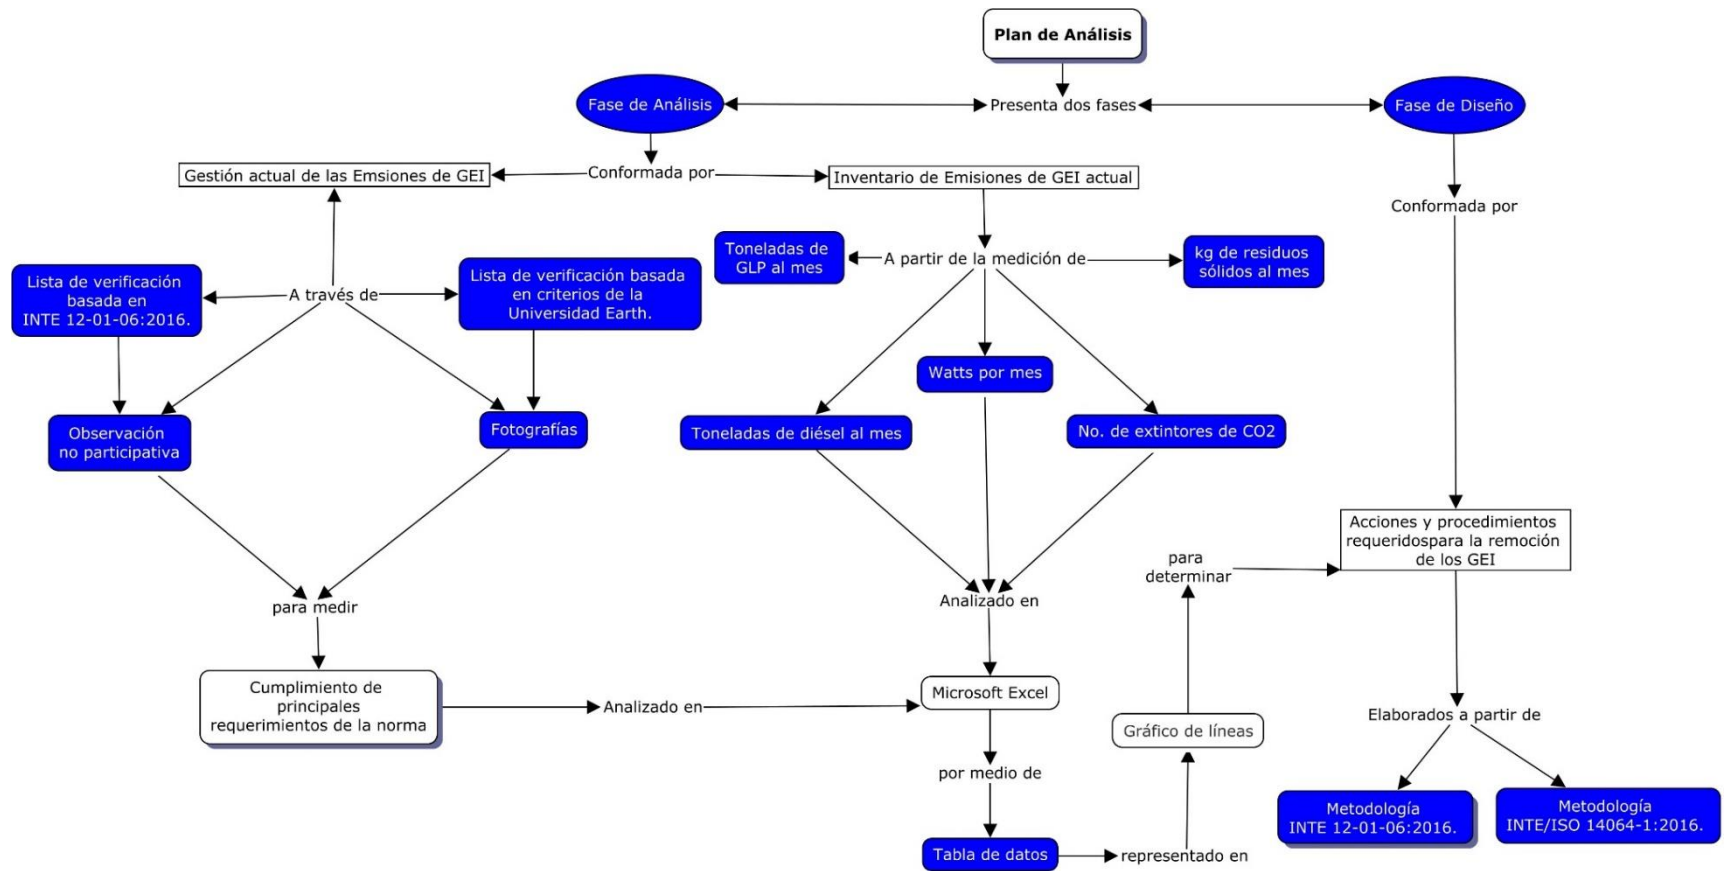 Plan de Análisis
Fase de Análisis
Presenta dos fases
Fase de Diseño
Gestión actual de las Emsiones de GEI
Conformada por
Inventario de Emisiones de GEI actual
Conformada por
Lista de verificación
basada en
INTE 12-01-06:2016.
A través de
Lista de verificación basada
en criterios de la
Universidad Earth.
Toneladas de
GLP al mes
A partir de la medición de
kg de residuos
sólidos al mes
Watts por mes
Observación
no participativa
Fotografías
Toneladas de diésel al mes
No. de extintores de CO2
Acciones y procedimientos
requeridospara la remoción
de los GEI
para
determinar
para medir
Analizado en
Cumplimiento de
principales
requerimientos de la norma
Analizado en
Microsoft Excel
Gráfico de líneas
Elaborados a partir de
por medio de
Metodología
INTE 12-01-06:2016.
Metodología
INTE/ISO 14064-1:2016.
Tabla de datos
representado en